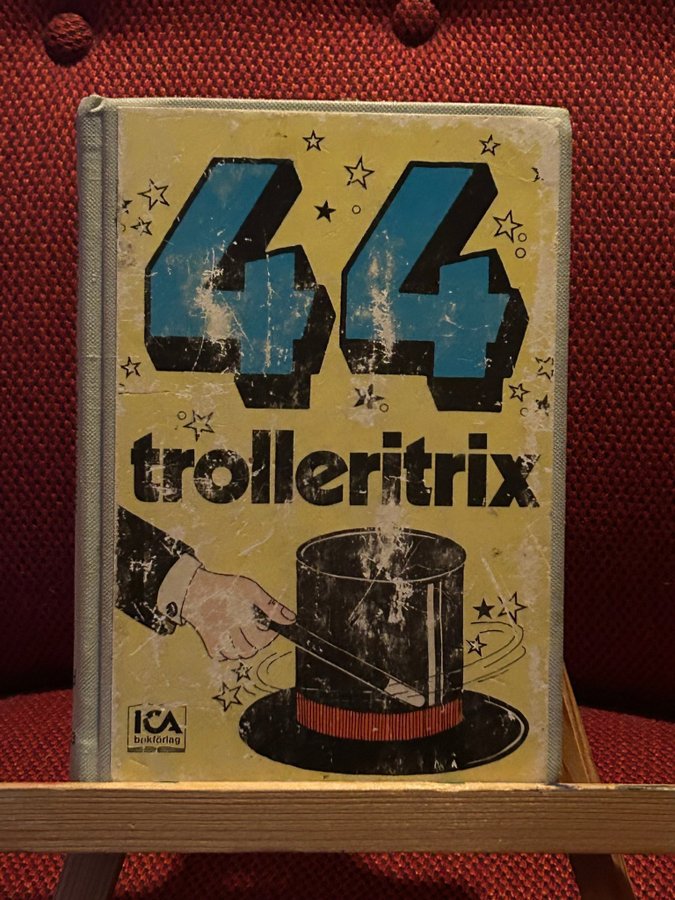 44
trolleritrix
ICA
bokförlag